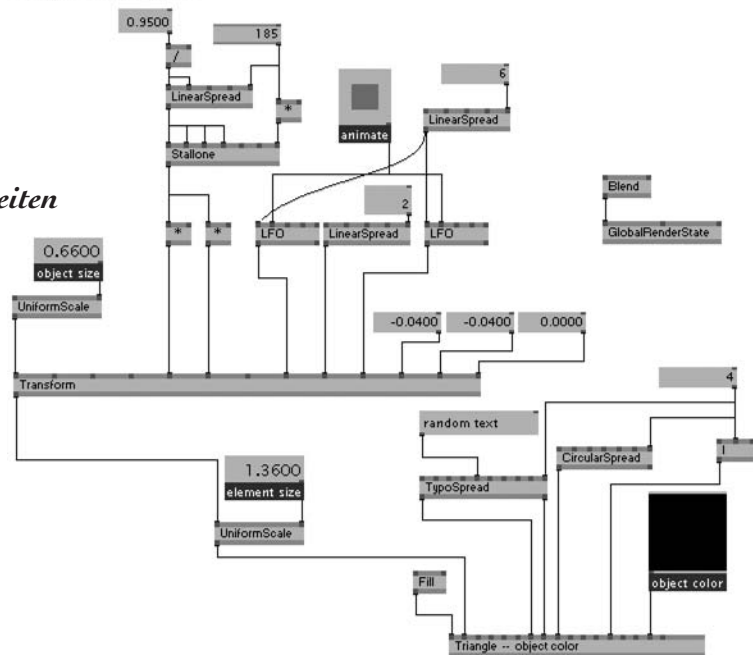 0.9500
185
/
LinearSpread
*
Stallone
animate
6
LinearSpread
eiten
*
*
LFO
2
LinearSpread
LFO
Blend
GlobalRenderState
0.6600
object size
UniformScale
-0.0400
-0.0400
0.0000
Transform
4
random text
CircularSpread
I
1.3600
element size
TypoSpread
UniformScale
Fill
object color
Triangle -- object color